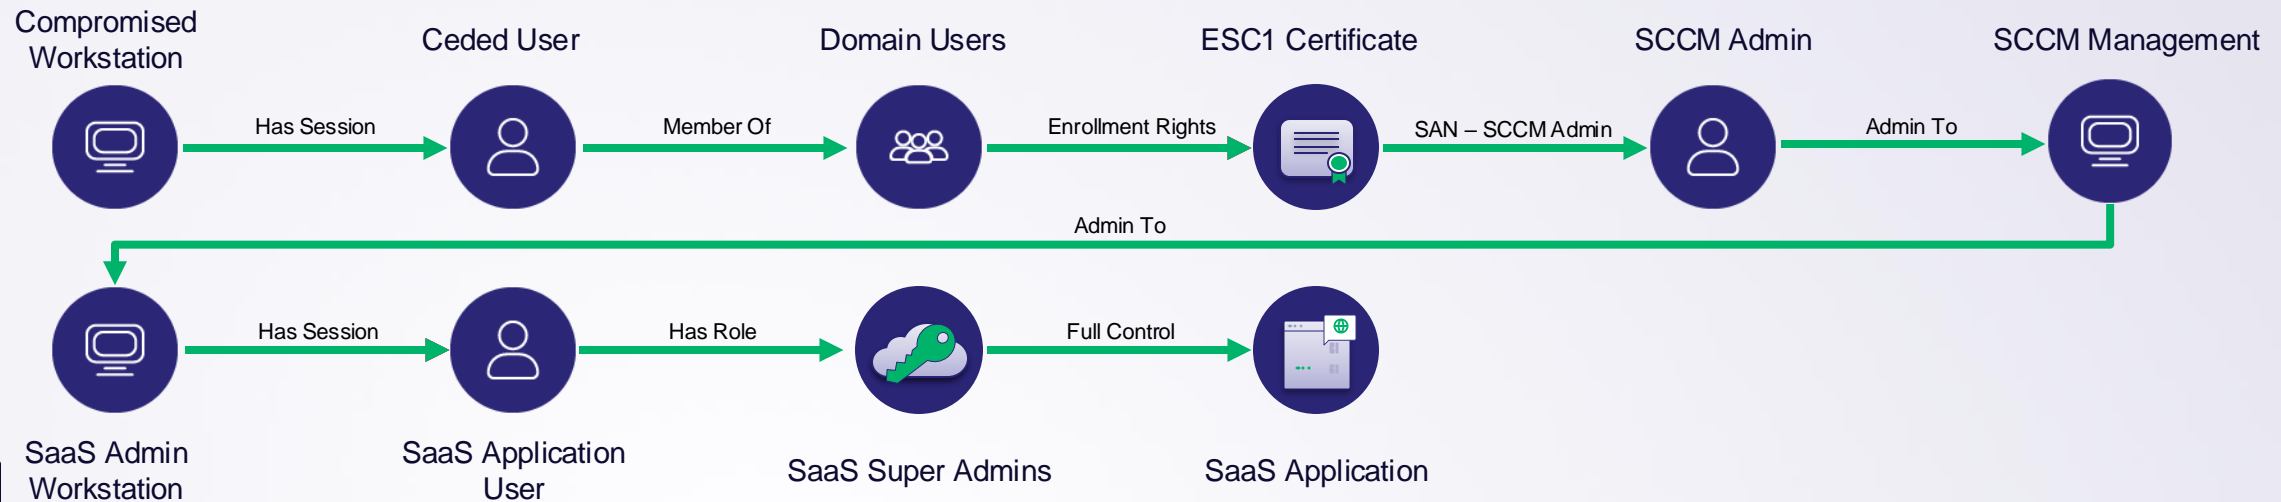 Compromised
Workstation
Ceded User
Domain Users
ESC1 Certificate
SCCM Admin
SCCM Management
Has Session
Member Of
Enrollment Rights
SAN – SCCM Admin
Admin To
Admin To
Has Session
Has Role
Full Control
SaaS Admin
Workstation
SaaS Application
User
SaaS Super Admins
SaaS Application